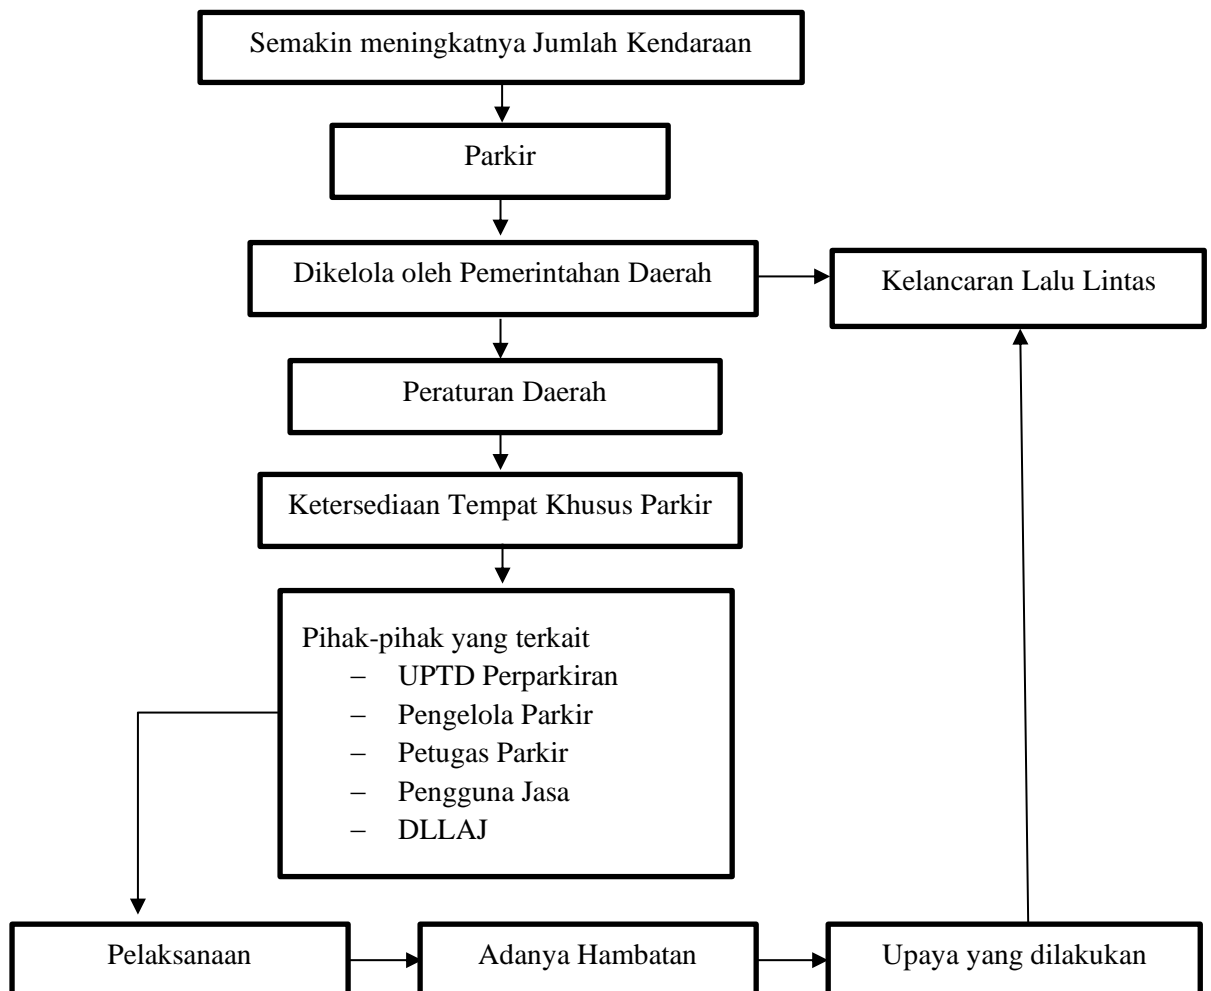 Semakin meningkatnya Jumlah Kendaraan
Parkir
Dikelola oleh Pemerintahan Daerah
Kelancaran Lalu Lintas
Peraturan Daerah
Ketersediaan Tempat Khusus Parkir
Pihak-pihak yang terkait
– UPTD Perparkiran
– Pengelola Parkir
– Petugas Parkir
– Pengguna Jasa
– DLLAJ
Pelaksanaan
Adanya Hambatan
Upaya yang dilakukan